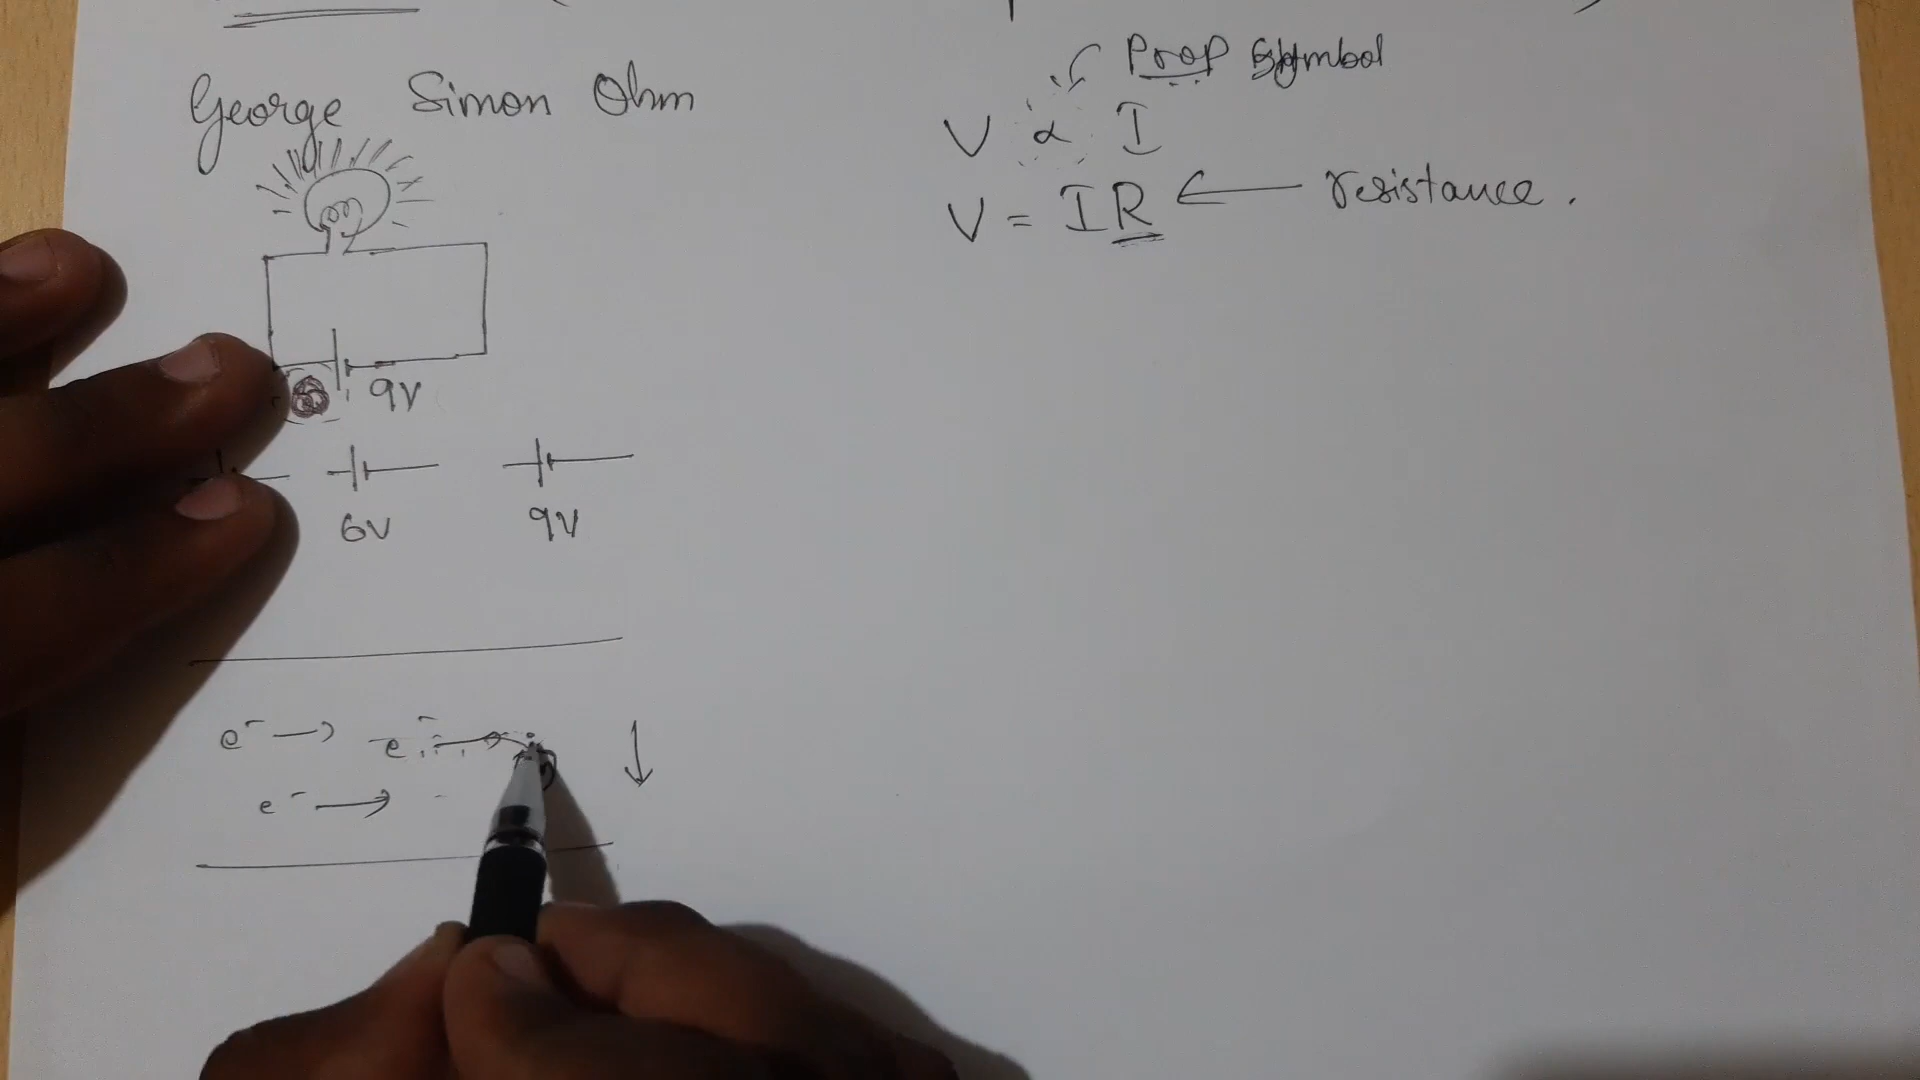 George Simon Ohm
9V
6V 9V
e⁻ → e⁻ →
e⁻ →
Prop symbol
V ∝ I
V = IR ← resistance.